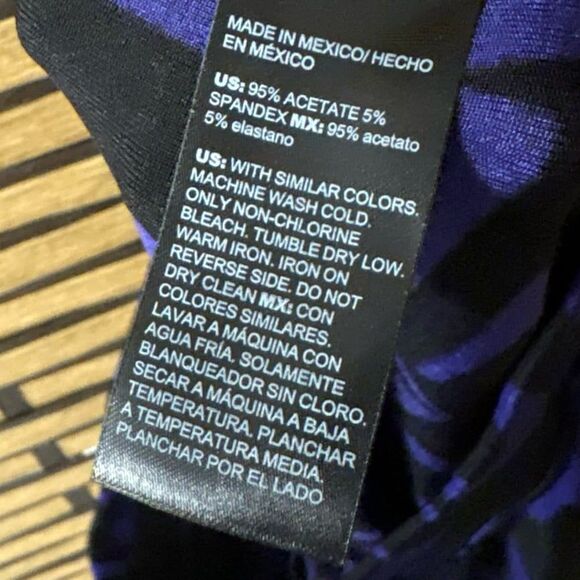 MADE IN MEXICO/ HECHO
EN MÉXICO
US: 95% ACETATE 5%
SPANDEX MX: 95% acetato
5% elastano
US: WITH SIMILAR COLORS.
MACHINE WASH COLD.
ONLY NON-CHLORINE
BLEACH. TUMBLE DRY LOW.
WARM IRON. IRON ON
REVERSE SIDE. DO NOT
DRY CLEAN MX: CON
COLORES SIMILARES.
LAVAR A MÁQUINA CON
AGUA FRÍA. SOLAMENTE
BLANQUEADOR SIN CLORO.
SECAR A MÁQUINA A BAJA
TEMPERATURA. PLANCHAR
A TEMPERATURA MEDIA.
PLANCHAR POR EL LADO